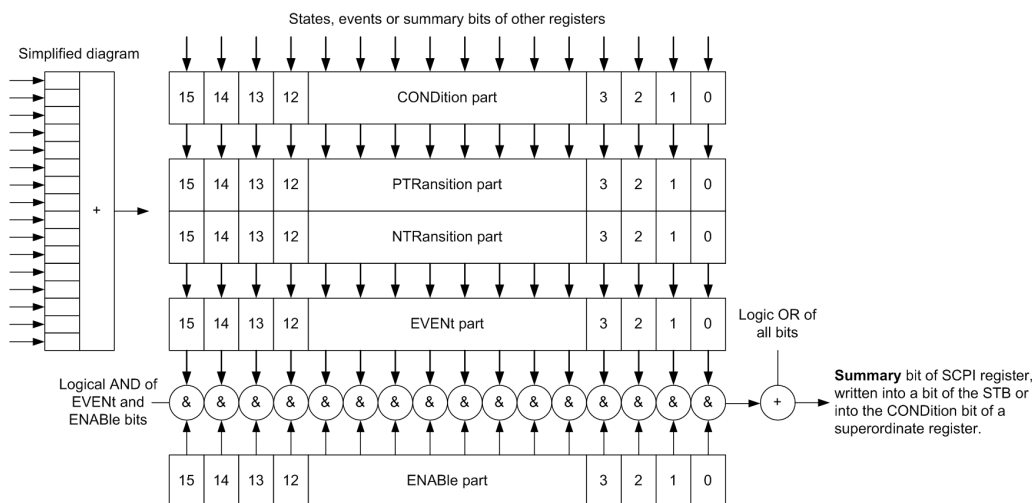 States, events or summary bits of other registers
Simplified diagram
15 14 13 12 CONDition part 3 2 1 0
15 14 13 12 PTRansition part 3 2 1 0
+
15 14 13 12 NTRansition part 3 2 1 0
15 14 13 12 EVENt part 3 2 1 0
Logic OR of
all bits
Logical AND of
EVENt and
ENABle bits
& & & & & & & & & & & & & & & &
+
Summary bit of SCPI register,
written into a bit of the STB or
into the CONDition bit of a
superordinate register.
15 14 13 12 ENABle part 3 2 1 0